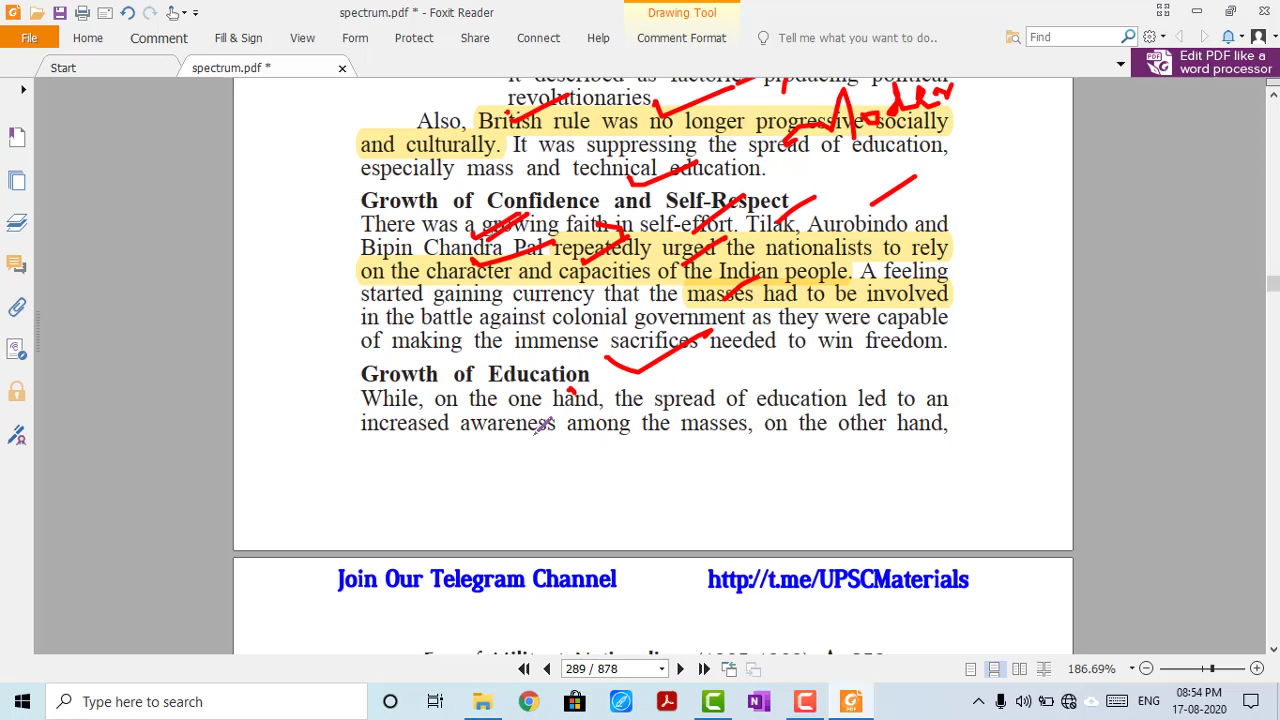 spectrum.pdf * - Foxit Reader
Drawing Tool
File
Home
Comment
Fill & Sign
View
Form
Protect
Share
Connect
Help
Comment Format
Tell me what you want to do..
Find
Start
spectrum.pdf *
Edit PDF like a
word processor
it described as factories producing political
revolutionaries.
Also, British rule was no longer progressive socially
and culturally. It was suppressing the spread of education,
especially mass and technical education.
Growth of Confidence and Self-Respect
There was a growing faith in self-effort. Tilak, Aurobindo and
Bipin Chandra Pal repeatedly urged the nationalists to rely
on the character and capacities of the Indian people. A feeling
started gaining currency that the masses had to be involved
in the battle against colonial government as they were capable
of making the immense sacrifices needed to win freedom.
Growth of Education
While, on the one hand, the spread of education led to an
increased awareness among the masses, on the other hand,
Join Our Telegram Channel
http://t.me/UPSCMaterials
289 / 878
186.69%
Type here to search
ENG
08:54 PM
17-08-2020